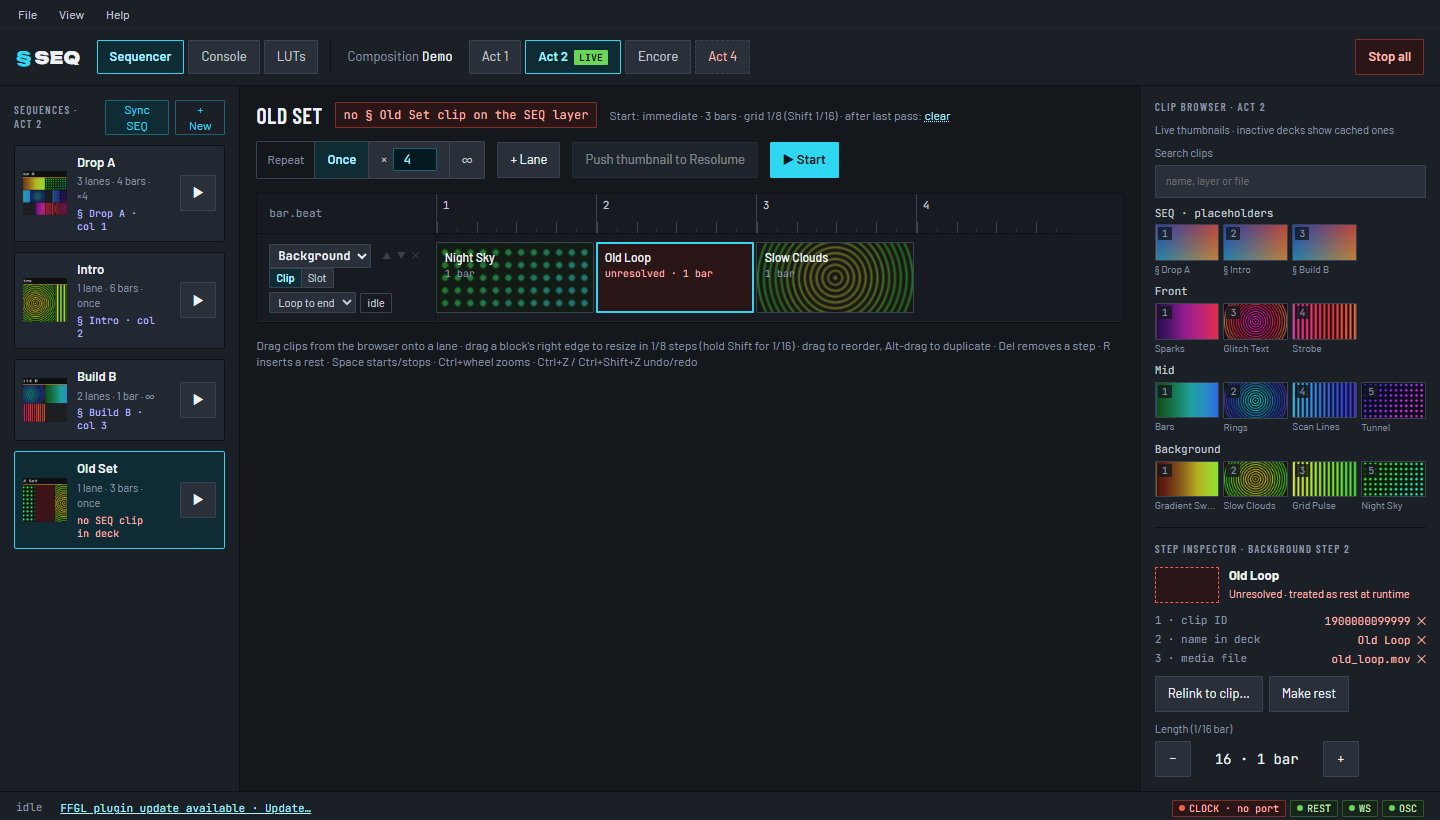 File View Help
§ SEQ Sequencer Console LUTs Composition Demo Act 1 Act 2 LIVE Encore Act 4 Stop all
SEQUENCES ·
ACT 2
Sync
SEQ
+
New
Drop A
3 lanes · 4 bars ·
×4
§ Drop A ·
col 1
Intro
1 lane · 6 bars ·
once
§ Intro · col
2
Build B
2 lanes · 1 bar · ∞
§ Build B ·
col 3
Old Set
1 lane · 3 bars ·
once
no SEQ clip
in deck
OLD SET no § Old Set clip on the SEQ layer Start: immediate · 3 bars · grid 1/8 (Shift 1/16) · after last pass: clear
Repeat Once × 4 ∞ + Lane Push thumbnail to Resolume ▶ Start
bar.beat 1 2 3 4
Background ▲ ▼ ✕
Clip Slot
Loop to end idle
Night Sky
1 bar
Old Loop
unresolved · 1 bar
Slow Clouds
1 bar
Drag clips from the browser onto a lane · drag a block's right edge to resize in 1/8 steps (hold Shift for 1/16) · drag to reorder, Alt-drag to duplicate · Del removes a step · R
inserts a rest · Space starts/stops · Ctrl+wheel zooms · Ctrl+Z / Ctrl+Shift+Z undo/redo
CLIP BROWSER · ACT 2
Live thumbnails · inactive decks show cached ones
Search clips
name, layer or file
SEQ · placeholders
1 2 3
§ Drop A § Intro § Build B
Front
1 3 4
Sparks Glitch Text Strobe
Mid
1 2 4 5
Bars Rings Scan Lines Tunnel
Background
1 2 3 5
Gradient Sw... Slow Clouds Grid Pulse Night Sky
STEP INSPECTOR · BACKGROUND STEP 2
Old Loop
Unresolved · treated as rest at runtime
1 · clip ID 1900000099999 ✕
2 · name in deck Old Loop ✕
3 · media file old_loop.mov ✕
Relink to clip... Make rest
Length (1/16 bar)
− 16 · 1 bar +
idle FFGL plugin update available · Update… CLOCK · no port REST WS OSC